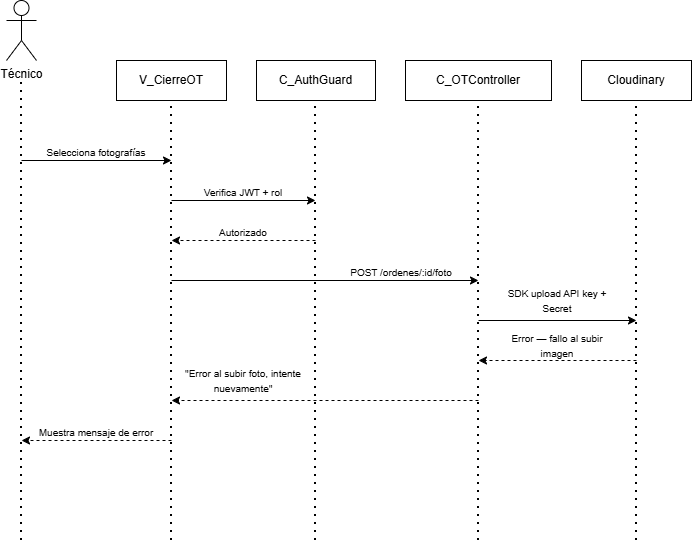 Técnico
V_CierreOT
C_AuthGuard
C_OTController
Cloudinary
Selecciona fotografías
Verifica JWT + rol
Autorizado
POST /ordenes/:id/foto
SDK upload API key +
Secret
Error — fallo al subir
imagen
"Error al subir foto, intente
nuevamente"
Muestra mensaje de error